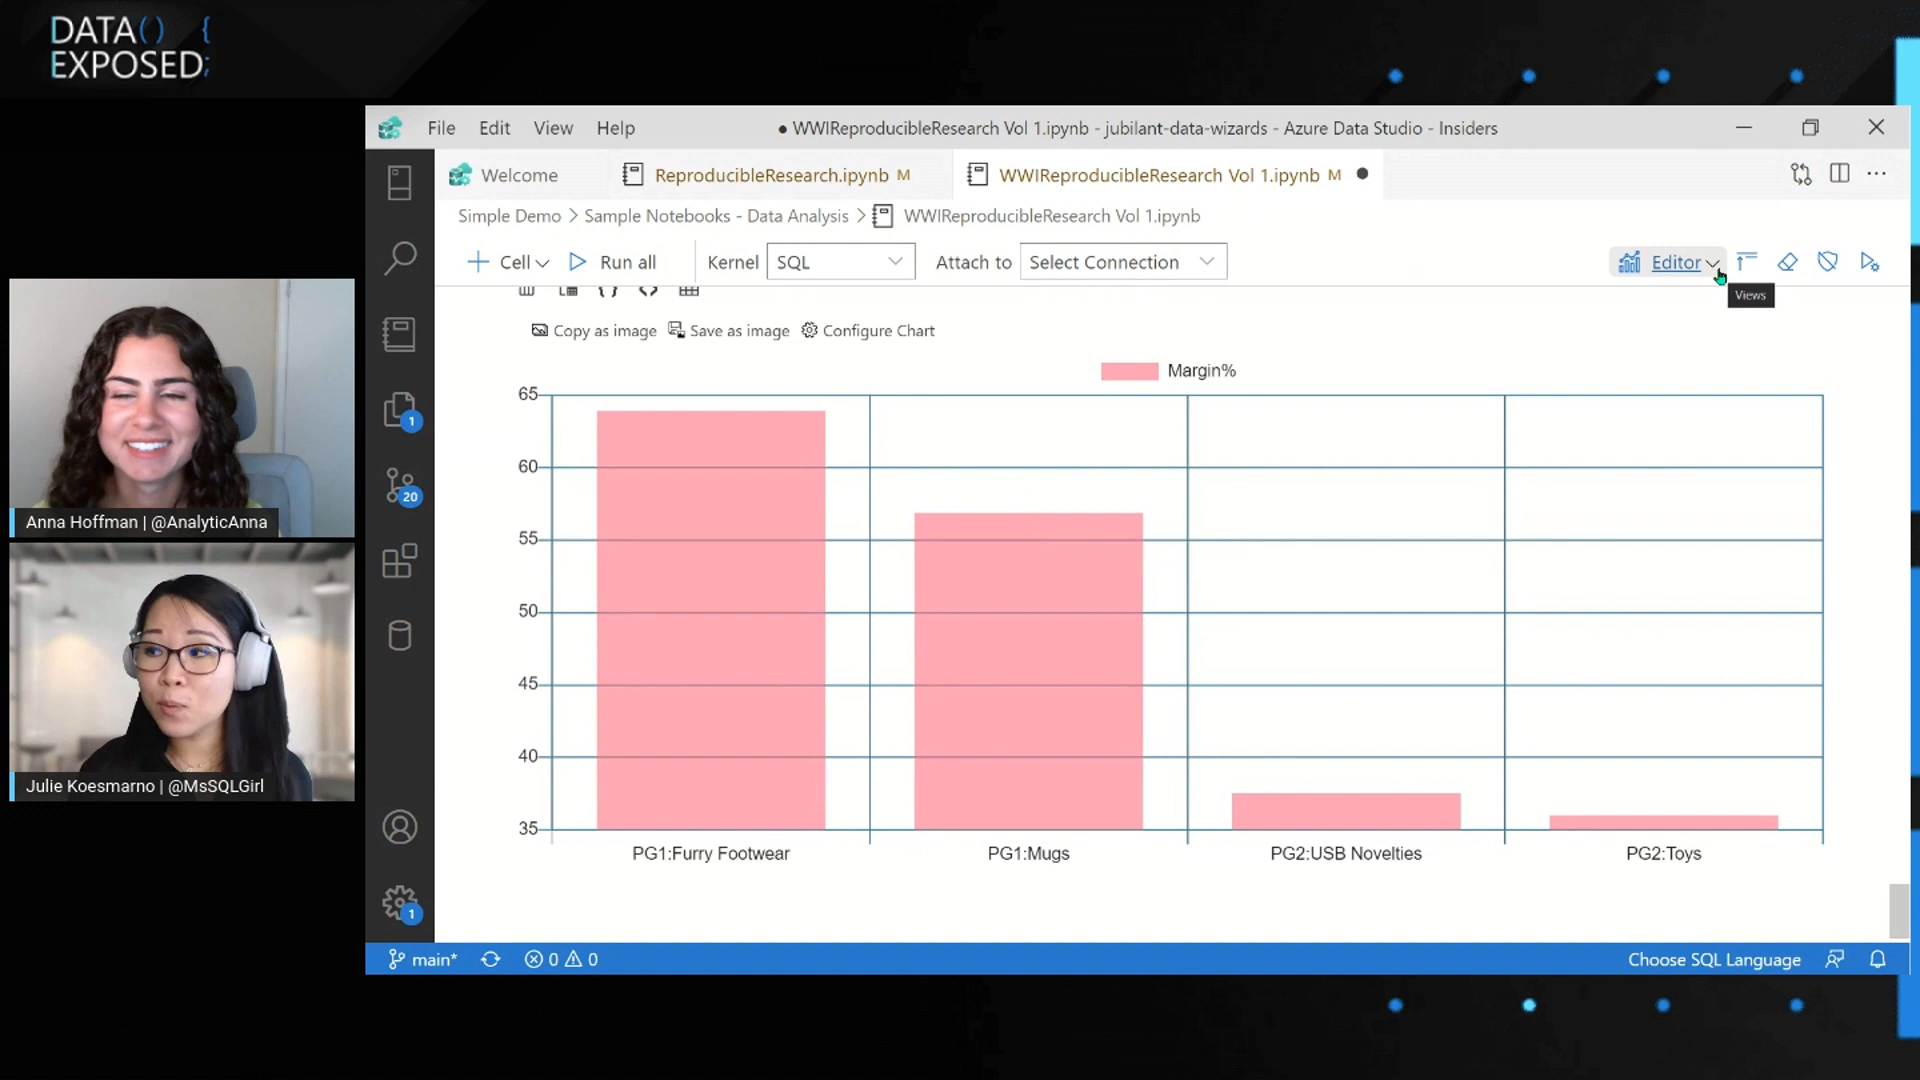 DATA() {
EXPOSED;
File Edit View Help
● WWIReproducibleResearch Vol 1.ipynb - jubilant-data-wizards - Azure Data Studio - Insiders
Welcome
ReproducibleResearch.ipynb M
WWIReproducibleResearch Vol 1.ipynb M ●
Simple Demo > Sample Notebooks - Data Analysis > WWIReproducibleResearch Vol 1.ipynb
+ Cell Run all Kernel SQL Attach to Select Connection Editor
Views
Copy as image Save as image Configure Chart
Margin%
65
60
55
50
45
40
35
PG1:Furry Footwear PG1:Mugs PG2:USB Novelties PG2:Toys
1
20
1
main* 0 0 Choose SQL Language
Anna Hoffman | @AnalyticAnna
Julie Koesmarno | @MsSQLGirl